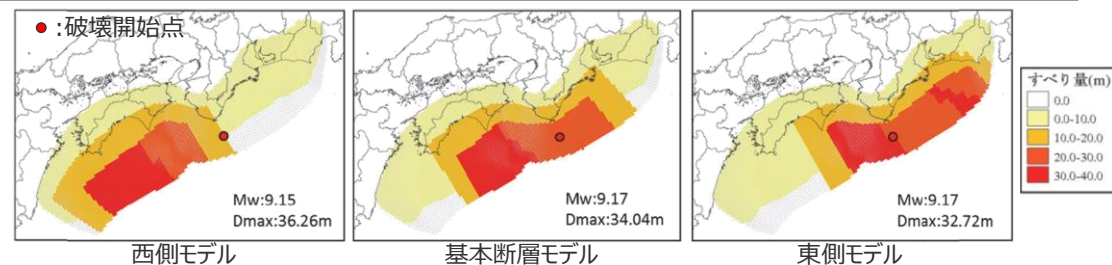 :破壊開始点
Mw:9.15
Dmax:36.26m
西側モデル
Mw:9.17
Dmax:34.04m
基本断層モデル
Mw:9.17
Dmax:32.72m
東側モデル
すべり量(m)
0.0
0.0-10.0
10.0-20.0
20.0-30.0
30.0-40.0